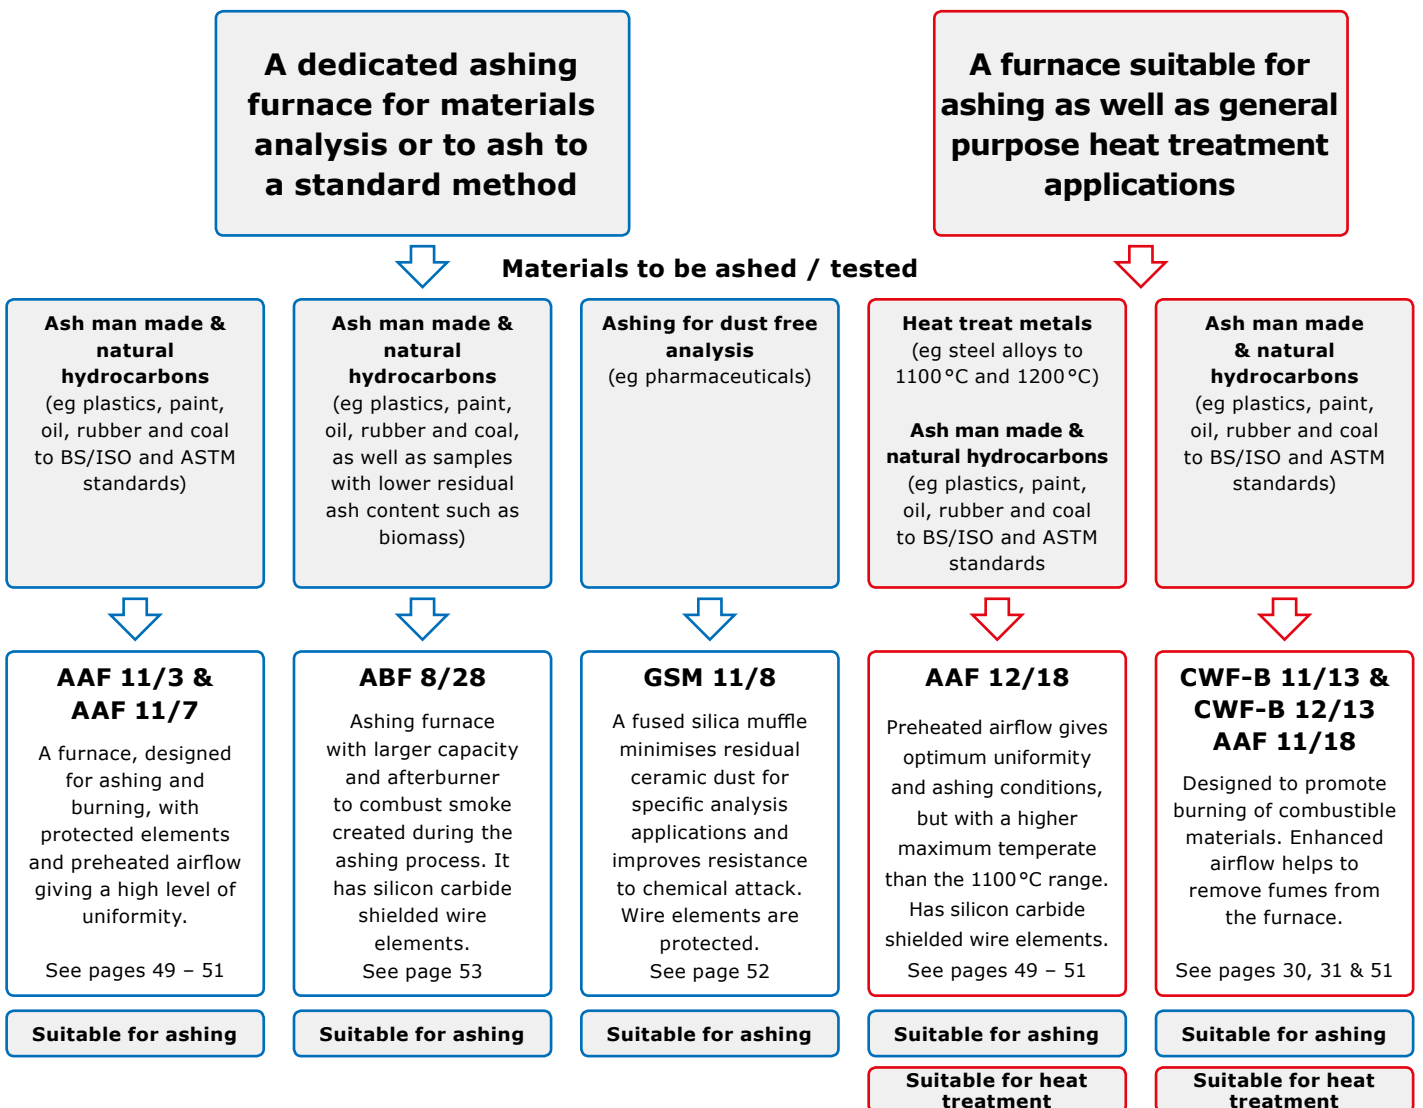 A dedicated ashing
furnace for materials
analysis or to ash to
a standard method
A furnace suitable for
ashing as well as general
purpose heat treatment
applications
Materials to be ashed / tested
Ash man made &
natural
hydrocarbons
(eg plastics, paint,
oil, rubber and coal
to BS/ISO and ASTM
standards)
Ash man made &
natural
hydrocarbons
(eg plastics, paint,
oil, rubber and coal,
as well as samples
with lower residual
ash content such as
biomass)
Ashing for dust free
analysis
(eg pharmaceuticals)
Heat treat metals
(eg steel alloys to
1100 °C and 1200 °C)
Ash man made &
natural hydrocarbons
(eg plastics, paint,
oil, rubber and coal
to BS/ISO and ASTM
standards
Ash man made
& natural
hydrocarbons
(eg plastics, paint,
oil, rubber and coal
to BS/ISO and ASTM
standards)
AAF 11/3 &
AAF 11/7
A furnace, designed
for ashing and
burning, with
protected elements
and preheated airflow
giving a high level of
uniformity.
See pages 49 – 51
ABF 8/28
Ashing furnace
with larger capacity
and afterburner
to combust smoke
created during the
ashing process. It
has silicon carbide
shielded wire
elements.
See page 53
GSM 11/8
A fused silica muffle
minimises residual
ceramic dust for
specific analysis
applications and
improves resistance
to chemical attack.
Wire elements are
protected.
See page 52
AAF 12/18
Preheated airflow gives
optimum uniformity
and ashing conditions,
but with a higher
maximum temperate
than the 1100 °C range.
Has silicon carbide
shielded wire elements.
See pages 49 – 51
CWF-B 11/13 &
CWF-B 12/13
AAF 11/18
Designed to promote
burning of combustible
materials. Enhanced
airflow helps to
remove fumes from
the furnace.
See pages 30, 31 & 51
Suitable for ashing
Suitable for ashing
Suitable for ashing
Suitable for ashing
Suitable for ashing
Suitable for heat
treatment
Suitable for heat
treatment